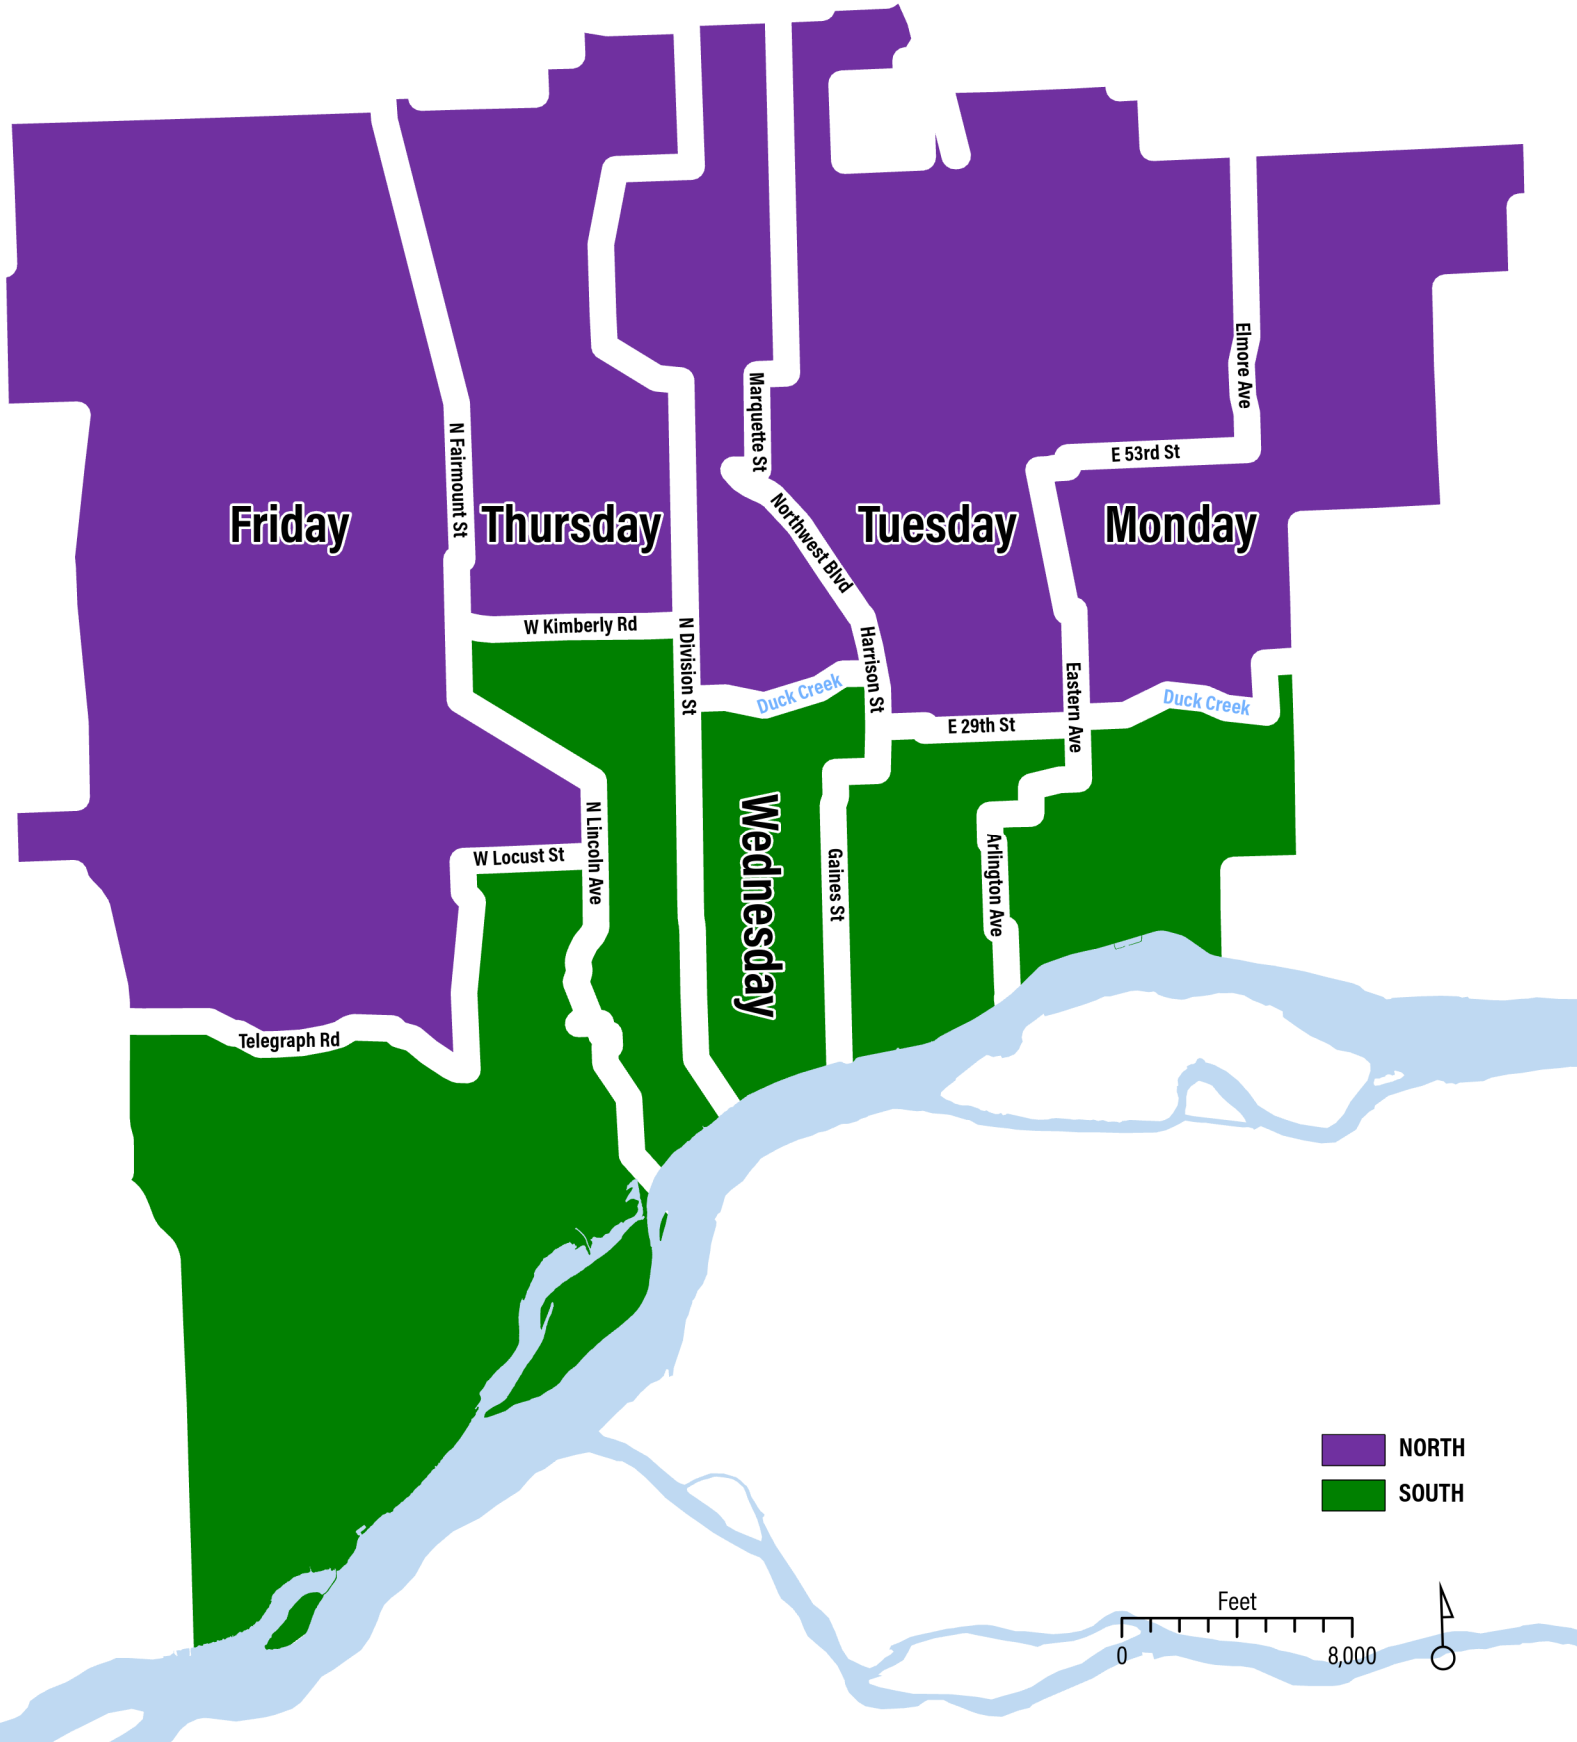 Elmore Ave
Marquette St
N Fairmount St
E 53rd St
Friday
Thursday
Tuesday
Monday
Northwest Blvd
W Kimberly Rd
N Division St
Harrison St
Eastern Ave
Duck Creek
Duck Creek
E 29th St
Wednesday
N Lincoln Ave
W Locust St
Gaines St
Arlington Ave
Telegraph Rd
NORTH
SOUTH
Feet
0 8,000